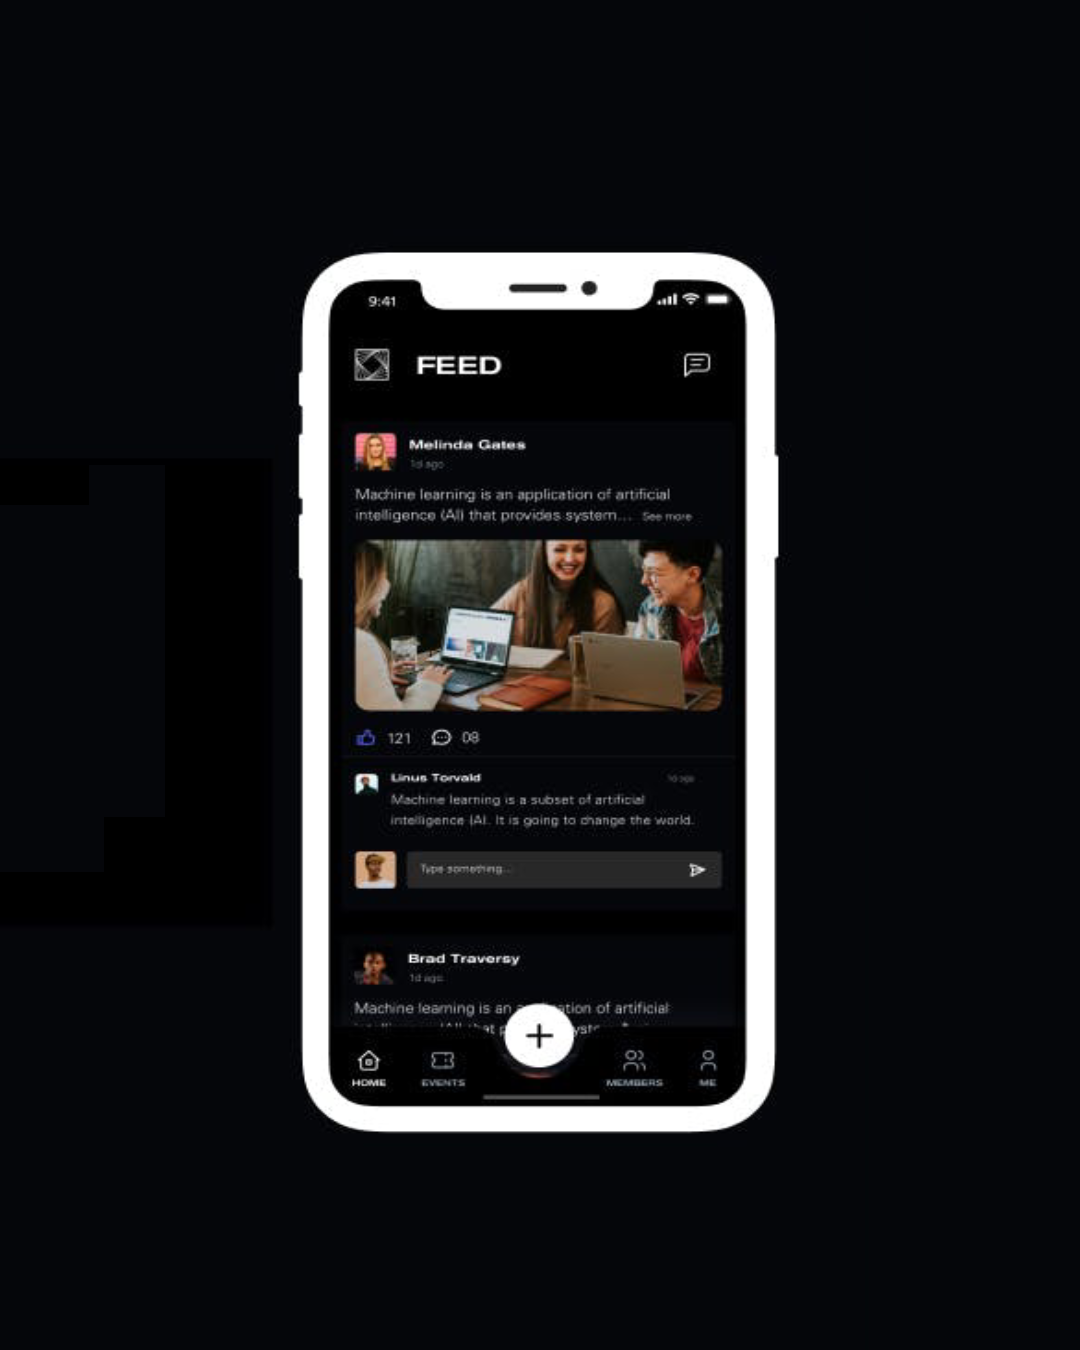 9:41
FEED
Melinda Gates
1d ago
Machine learning is an application of artificial
intelligence (AI) that provides system... See more
121 08
Linus Torvald 1d ago
Machine learning is a subset of artificial
intelligence (AI. It is going to change the world.
Type something...
Brad Traversy
1d ago
Machine learning is an a ation of artificial
HOME EVENTS MEMBERS ME